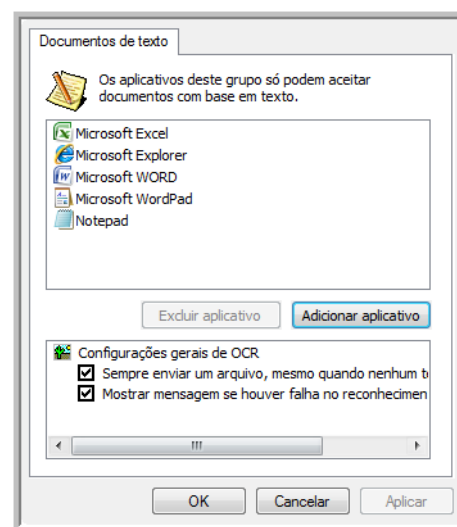 Documentos de texto
Os aplicativos deste grupo só podem aceitar
documentos com base em texto.
Microsoft Excel
Microsoft Explorer
Microsoft WORD
Microsoft WordPad
Notepad
Excluir aplicativo Adicionar aplicativo
Configurações gerais de OCR
Sempre enviar um arquivo, mesmo quando nenhum
Mostrar mensagem se houver falha no
OK Cancelar Aplicar